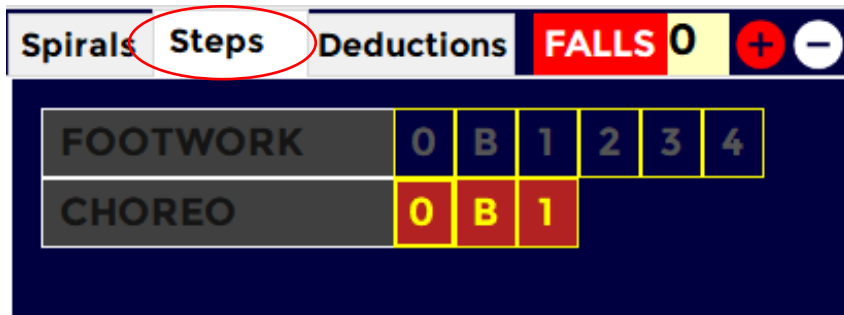 Spirals Steps Deductions FALLS 0 + −
FOOTWORK 0 B 1 2 3 4
CHOREO 0 B 1